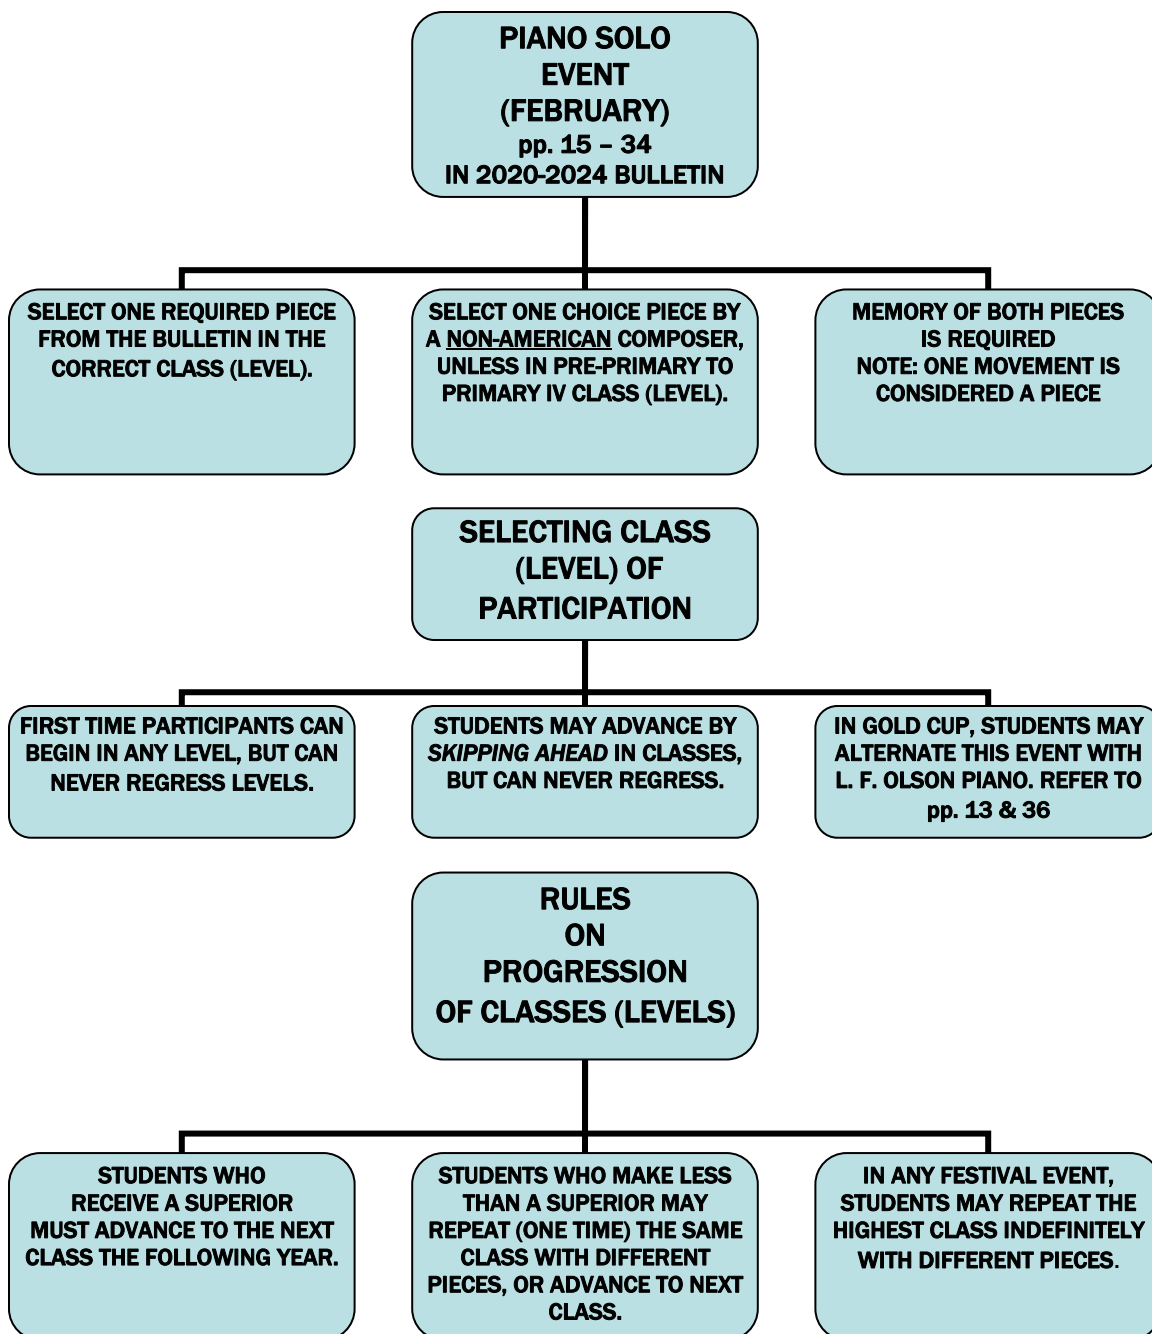 PIANO SOLO
EVENT
(FEBRUARY)
pp. 15 – 34
IN 2020-2024 BULLETIN
SELECT ONE REQUIRED PIECE
FROM THE BULLETIN IN THE
CORRECT CLASS (LEVEL).
SELECT ONE CHOICE PIECE BY
A NON-AMERICAN COMPOSER,
UNLESS IN PRE-PRIMARY TO
PRIMARY IV CLASS (LEVEL).
MEMORY OF BOTH PIECES
IS REQUIRED
NOTE: ONE MOVEMENT IS
CONSIDERED A PIECE
SELECTING CLASS
(LEVEL) OF
PARTICIPATION
FIRST TIME PARTICIPANTS CAN
BEGIN IN ANY LEVEL, BUT CAN
NEVER REGRESS LEVELS.
STUDENTS MAY ADVANCE BY
SKIPPING AHEAD IN CLASSES,
BUT CAN NEVER REGRESS.
IN GOLD CUP, STUDENTS MAY
ALTERNATE THIS EVENT WITH
L. F. OLSON PIANO. REFER TO
pp. 13 & 36
RULES
ON
PROGRESSION
OF CLASSES (LEVELS)
STUDENTS WHO
RECEIVE A SUPERIOR
MUST ADVANCE TO THE NEXT
CLASS THE FOLLOWING YEAR.
STUDENTS WHO MAKE LESS
THAN A SUPERIOR MAY
REPEAT (ONE TIME) THE SAME
CLASS WITH DIFFERENT
PIECES, OR ADVANCE TO NEXT
CLASS.
IN ANY FESTIVAL EVENT,
STUDENTS MAY REPEAT THE
HIGHEST CLASS INDEFINITELY
WITH DIFFERENT PIECES.